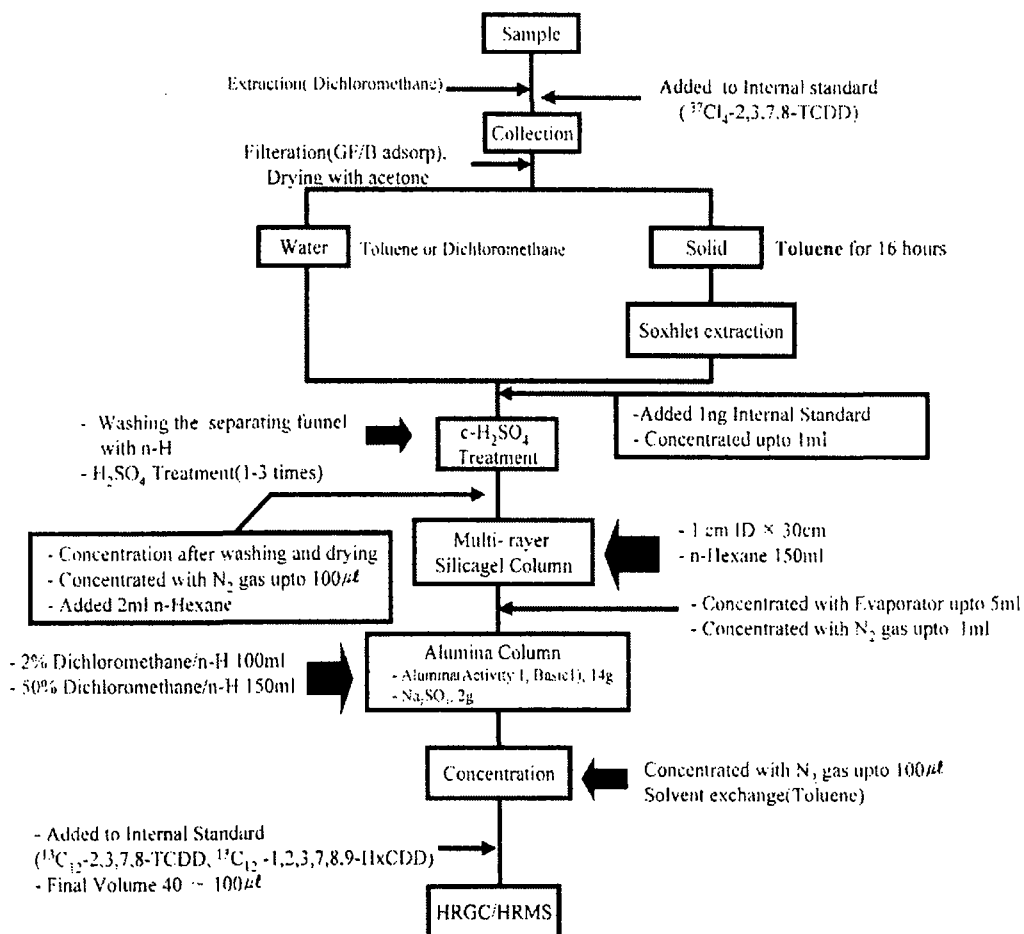 Sample
Extraction( Dichloromethane)
Added to Internal standard
( ³⁷Cl₄-2,3,7,8-TCDD)
Collection
Filteration(GF/B adsorp),
Drying with acetone
Water
Toluene or Dichloromethane
Solid
Toluene for 16 hours
Soxhlet extraction
-Added 1ng Internal Standard
- Concentrated upto 1ml
- Washing the separating funnel
with n-H
- H₂SO₄ Treatment(1-3 times)
c-H₂SO₄
Treatment
- Concentration after washing and drying
- Concentrated with N₂ gas upto 100㎕
- Added 2ml n-Hexane
Multi- rayer
Silicagel Column
- 1 cm ID × 30cm
- n-Hexane 150ml
- Concentrated with Evaporator upto 5ml
- Concentrated with N₂ gas upto 1ml
- 2% Dichloromethane/n-H 100ml
- 50% Dichloromethane/n-H 150ml
Alumina Column
- Alumina(Activity 1, Basic1), 14g
- Na₂SO₄, 2g
Concentration
Concentrated with N₂ gas upto 100㎕
Solvent exchange(Toluene)
- Added to Internal Standard
(¹³C₁₂-2,3,7,8-TCDD, ¹³C₁₂ -1,2,3,7,8,9-HxCDD)
- Final Volume 40 ~ 100㎕
HRGC/HRMS